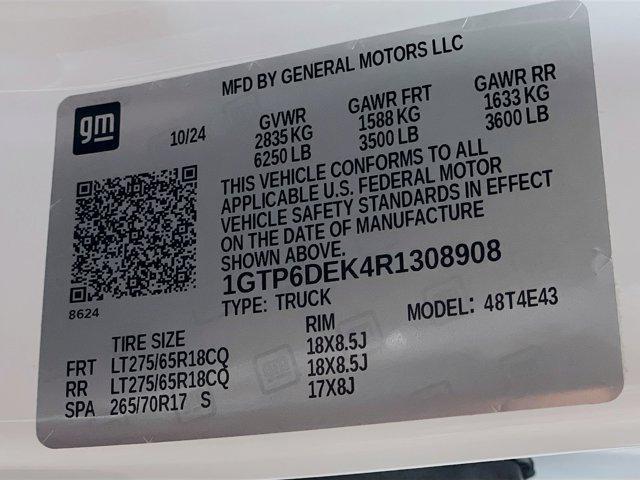 MFD BY GENERAL MOTORS LLC
gm
10/24
GVWR GAWR FRT GAWR RR
2835 KG 1588 KG 1633 KG
6250 LB 3500 LB 3600 LB
THIS VEHICLE CONFORMS TO ALL
APPLICABLE U.S. FEDERAL MOTOR
VEHICLE SAFETY STANDARDS IN EFFECT
ON THE DATE OF MANUFACTURE
SHOWN ABOVE.
1GTP6DEK4R1308908
8624
TYPE: TRUCK MODEL: 48T4E43
TIRE SIZE RIM
FRT LT275/65R18CQ 18X8.5J
RR LT275/65R18CQ 18X8.5J
SPA 265/70R17 S 17X8J